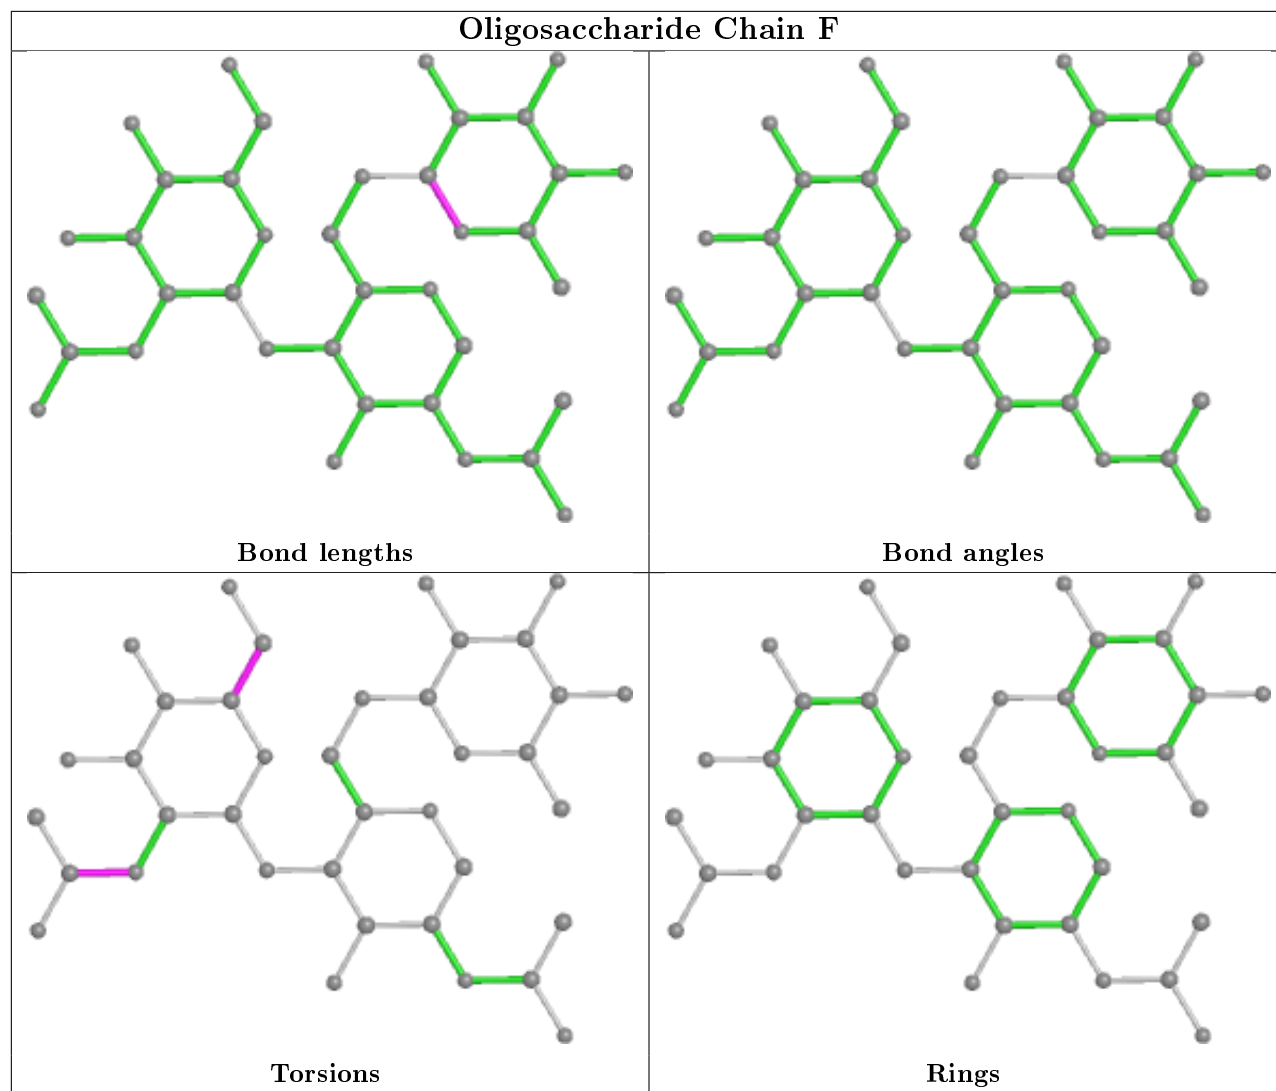 Oligosaccharide Chain F
Bond lengths
Bond angles
Torsions
Rings